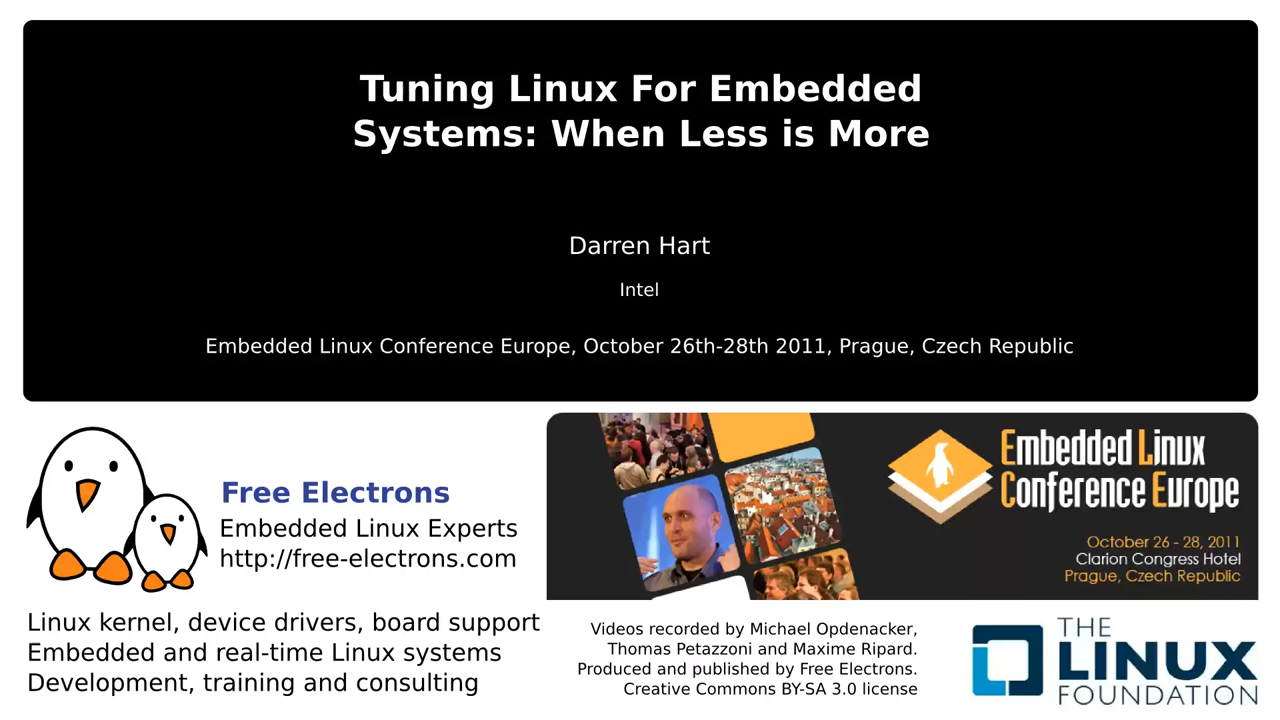 Tuning Linux For Embedded
Systems: When Less is More
Darren Hart
Intel
Embedded Linux Conference Europe, October 26th-28th 2011, Prague, Czech Republic
Free Electrons
Embedded Linux Experts
http://free-electrons.com
Linux kernel, device drivers, board support
Embedded and real-time Linux systems
Development, training and consulting
Embedded Linux
Conference Europe
October 26 - 28, 2011
Clarion Congress Hotel
Prague, Czech Republic
Videos recorded by Michael Opdenacker,
Thomas Petazzoni and Maxime Ripard.
Produced and published by Free Electrons.
Creative Commons BY-SA 3.0 license
THE
LINUX
FOUNDATION